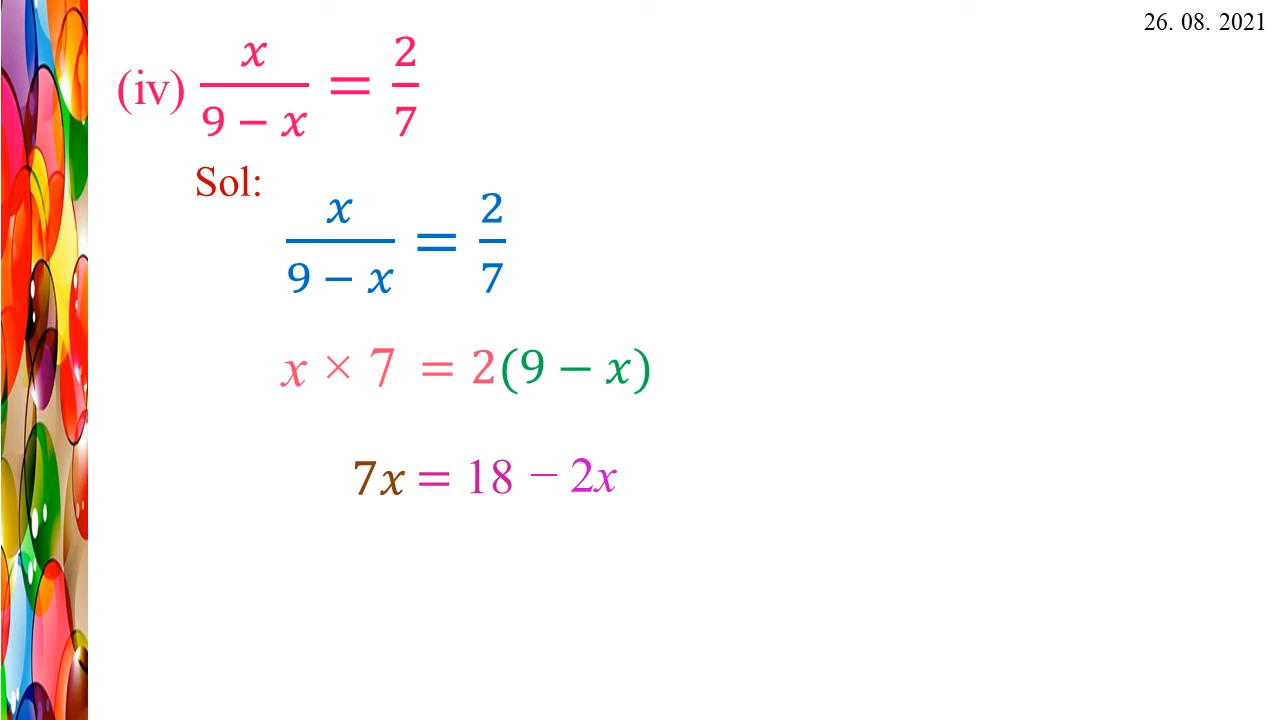 26. 08. 2021
(iv) x/(9 − x) = 2/7
Sol:
x/(9 − x) = 2/7
x × 7 = 2(9 − x)
7x = 18 − 2x